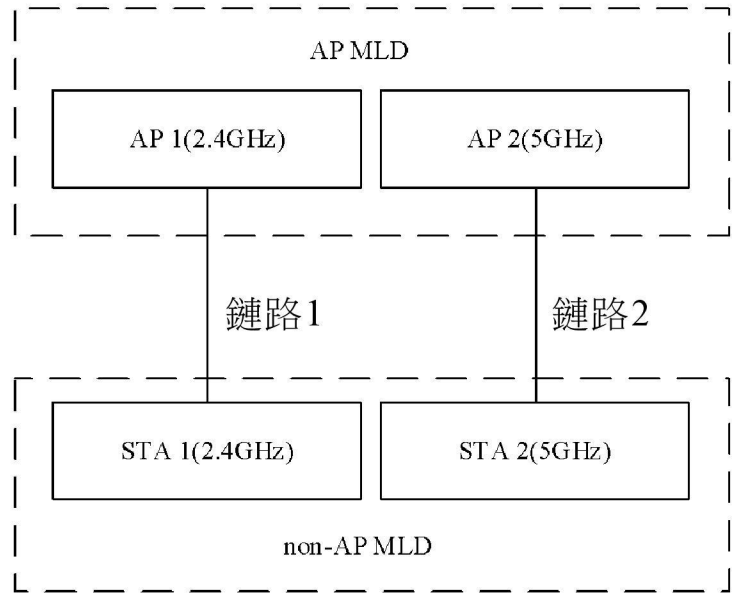 AP MLD
AP 1(2.4GHz)
AP 2(5GHz)
鏈路1
鏈路2
STA 1(2.4GHz)
STA 2(5GHz)
non-AP MLD